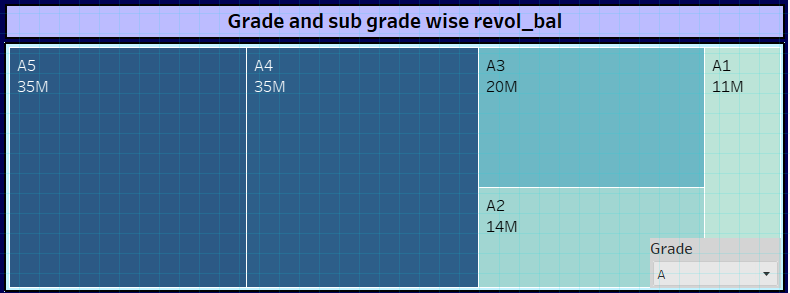 Grade and sub grade wise revol_bal
A5
35M
A4
35M
A3
20M
A1
11M
A2
14M
Grade
A